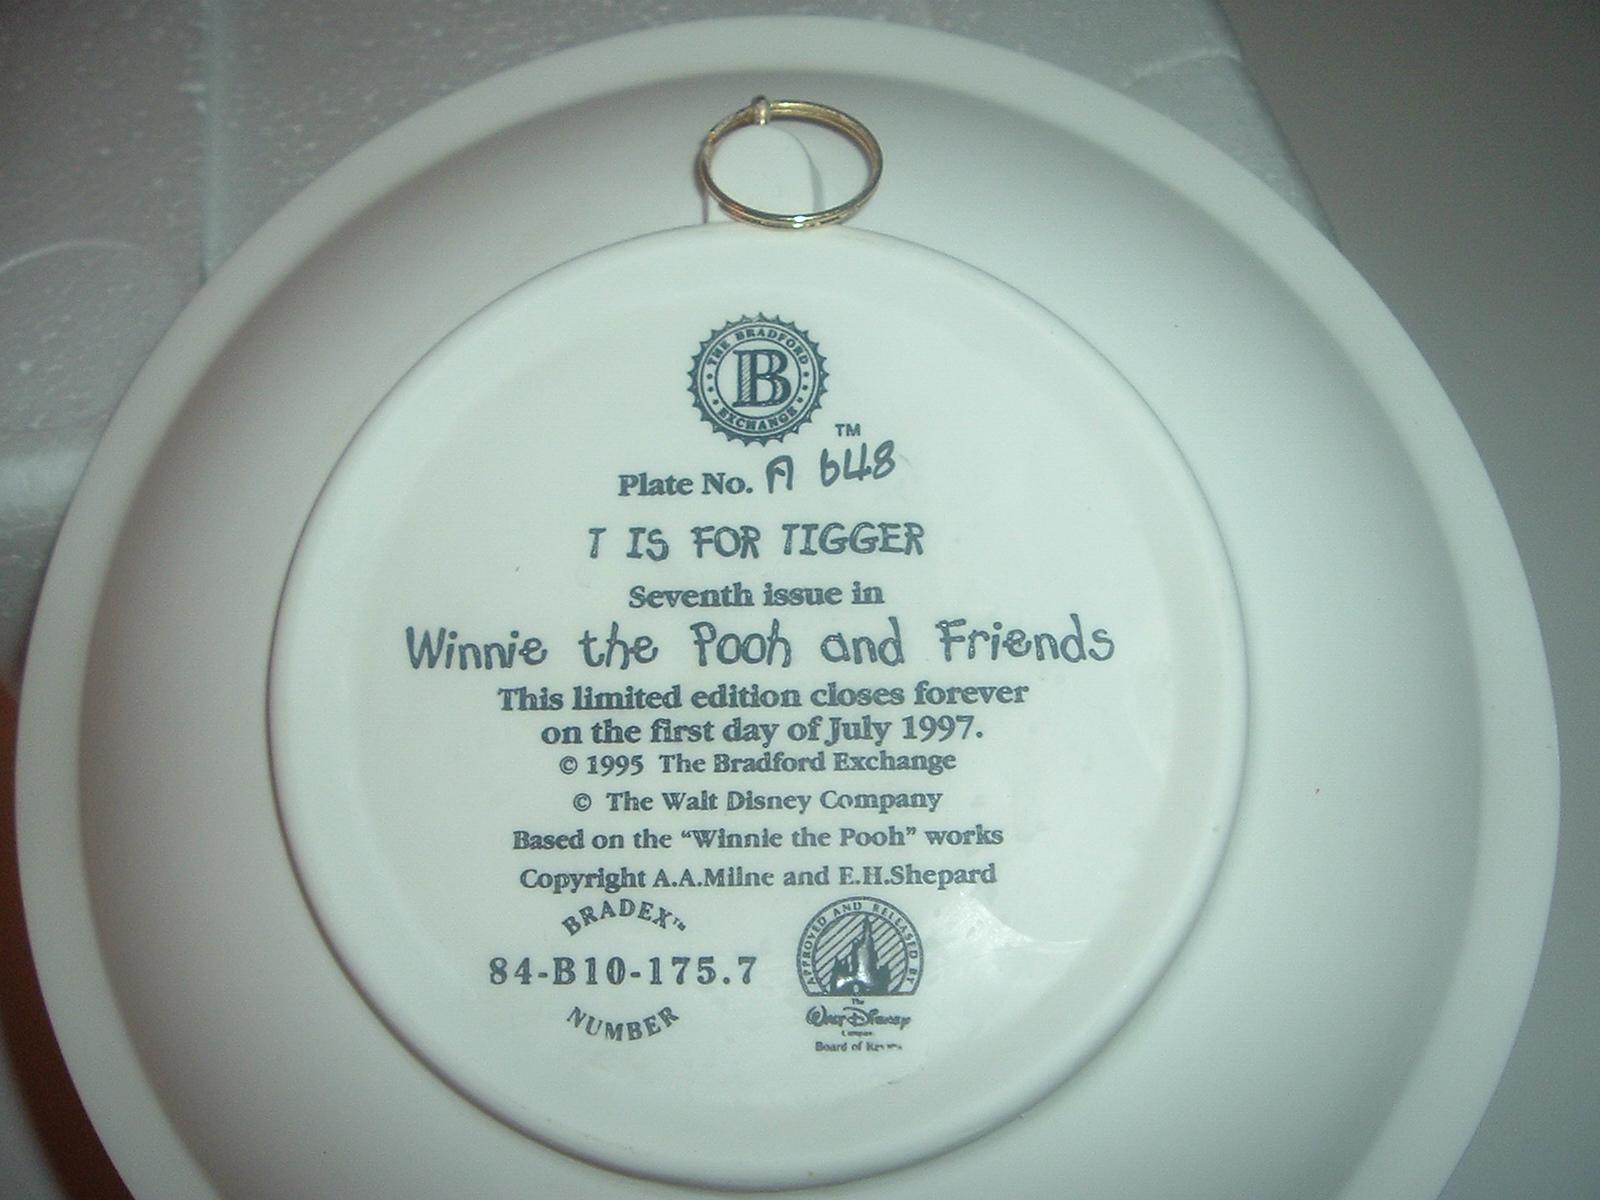 THE BRADFORD
B
EXCHANGE
TM
Plate No. A 648
T IS FOR TIGGER
Seventh issue in
Winnie the Pooh and Friends
This limited edition closes forever
on the first day of July 1997.
© 1995 The Bradford Exchange
© The Walt Disney Company
Based on the “Winnie the Pooh” works
Copyright A.A.Milne and E.H.Shepard
BRADEX™
84-B10-175.7
NUMBER
APPROVED AND RELEASED BY
The
Walt Disney
Board of